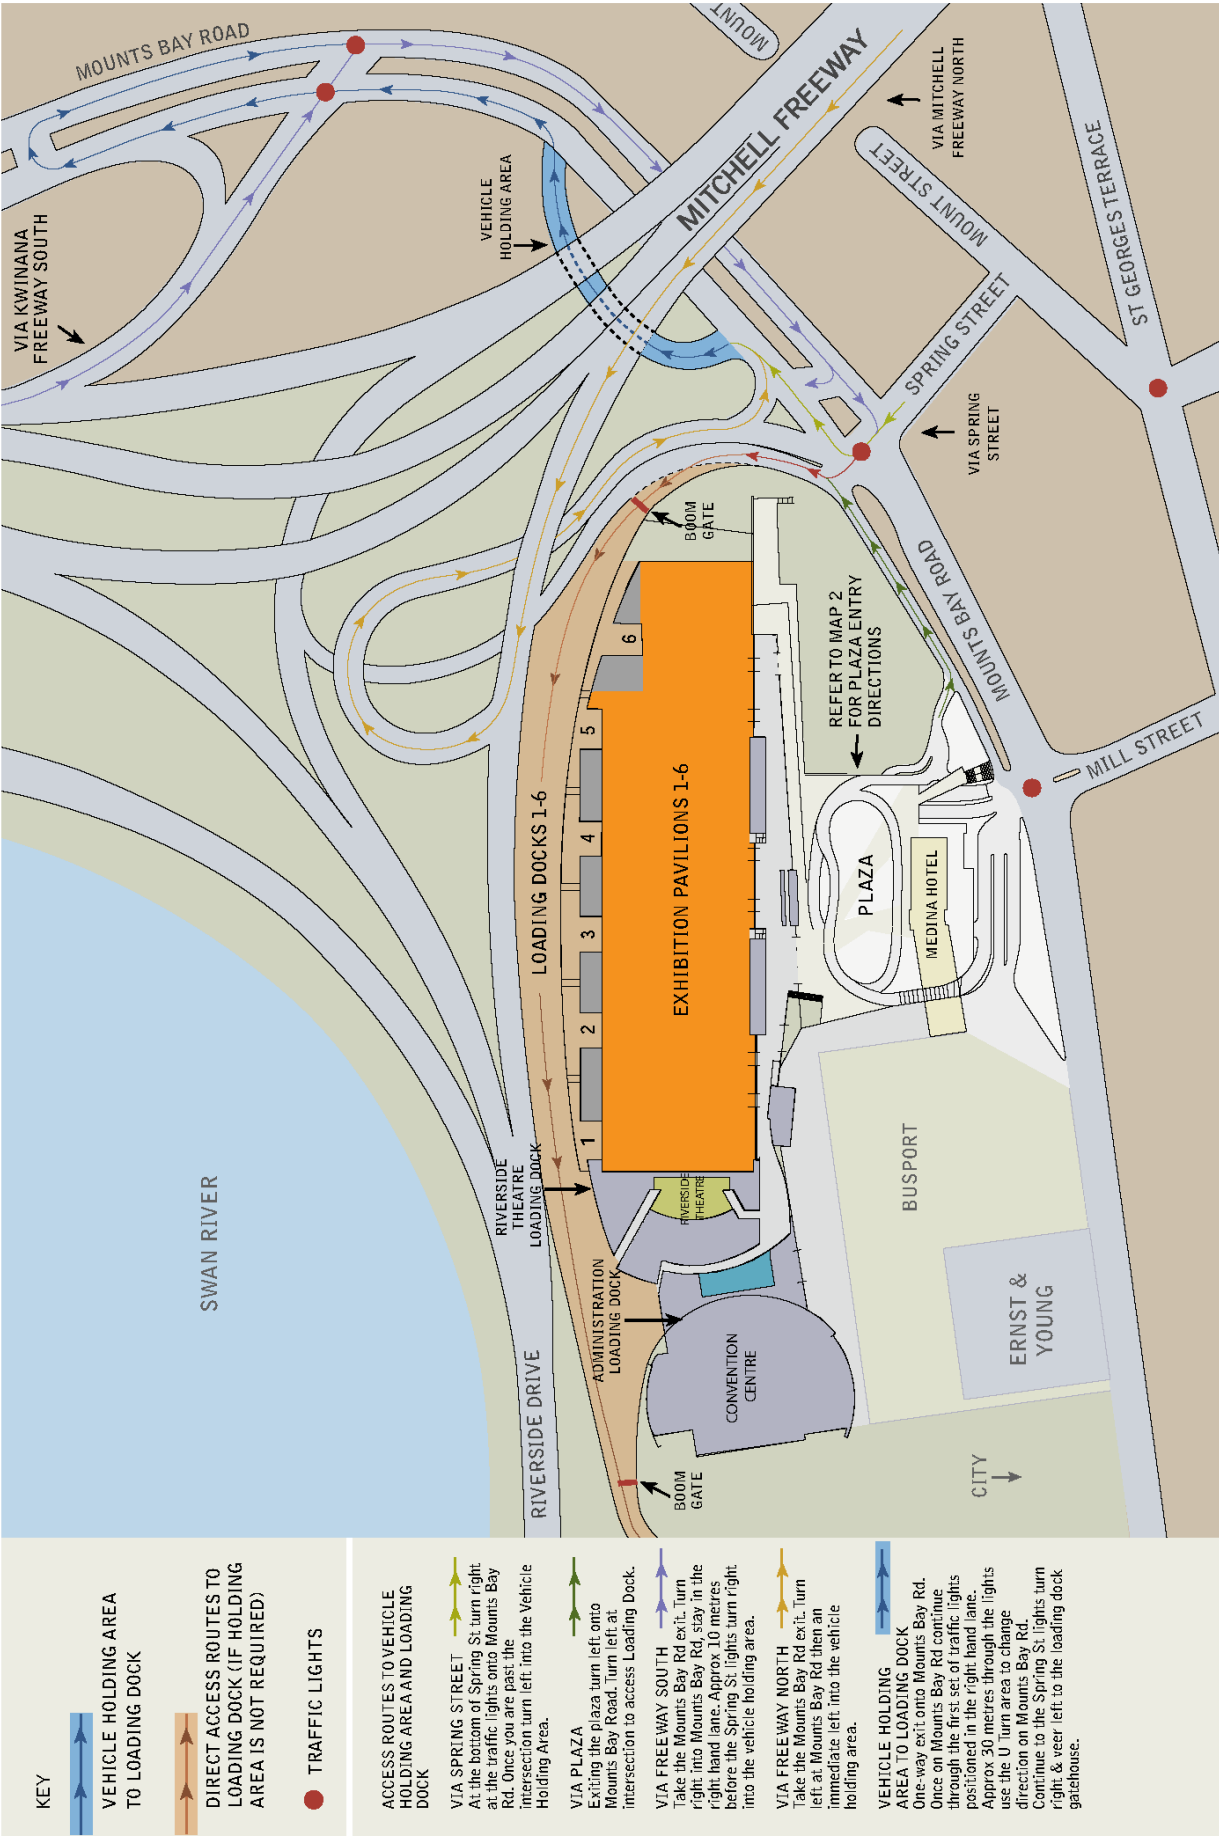 KEY
VEHICLE HOLDING AREA
TO LOADING DOCK
DIRECT ACCESS ROUTES TO
LOADING DOCK (IF HOLDING
AREA IS NOT REQUIRED)
TRAFFIC LIGHTS
ACCESS ROUTES TO VEHICLE
HOLDING AREA AND LOADING
DOCK
VIA SPRING STREET
At the bottom of Spring St turn right
at the traffic lights onto Mounts Bay
Rd. Once you are past the
intersection turn left into the Vehicle
Holding Area.
VIA PLAZA
Exiting the plaza turn left onto
Mounts Bay Road. Turn left at
intersection to access Loading Dock.
VIA FREEWAY SOUTH
Take the Mounts Bay Rd exit. Turn
right into Mounts Bay Rd, stay in the
right hand lane. Approx 10 metres
before the Spring St lights turn right
into the vehicle holding area.
VIA FREEWAY NORTH
Take the Mounts Bay Rd exit. Turn
left at Mounts Bay Rd then an
immediate left into the vehicle
holding area.
VEHICLE HOLDING
AREA TO LOADING DOCK
One-way exit onto Mounts Bay Rd.
Once on Mounts Bay Rd continue
through the first set of traffic lights
positioned in the right hand lane.
Approx 30 metres through the lights
use the U Turn area to change
direction on Mounts Bay Rd.
Continue to the Spring St lights turn
right & veer left to the loading dock
gatehouse.
SWAN RIVER
RIVERSIDE DRIVE
BOOM
GATE
ADMINISTRATION
LOADING DOCK
CONVENTION
CENTRE
RIVERSIDE
THEATRE
LOADING DOCK
RIVERSIDE
THEATRE
CITY
ERNST &
YOUNG
BUSPORT
LOADING DOCKS 1-6
1
2
3
4
5
6
EXHIBITION PAVILIONS 1-6
PLAZA
MEDINA HOTEL
REFER TO MAP 2
FOR PLAZA ENTRY
DIRECTIONS
BOOM
GATE
MILL STREET
MOUNTS BAY ROAD
VIA SPRING
STREET
SPRING STREET
VIA KWINANA
FREEWAY SOUTH
VEHICLE
HOLDING AREA
MOUNTS BAY ROAD
MITCHELL FREEWAY
VIA MITCHELL
FREEWAY NORTH
MOUNT STREET
MOUNT
ST GEORGES TERRACE